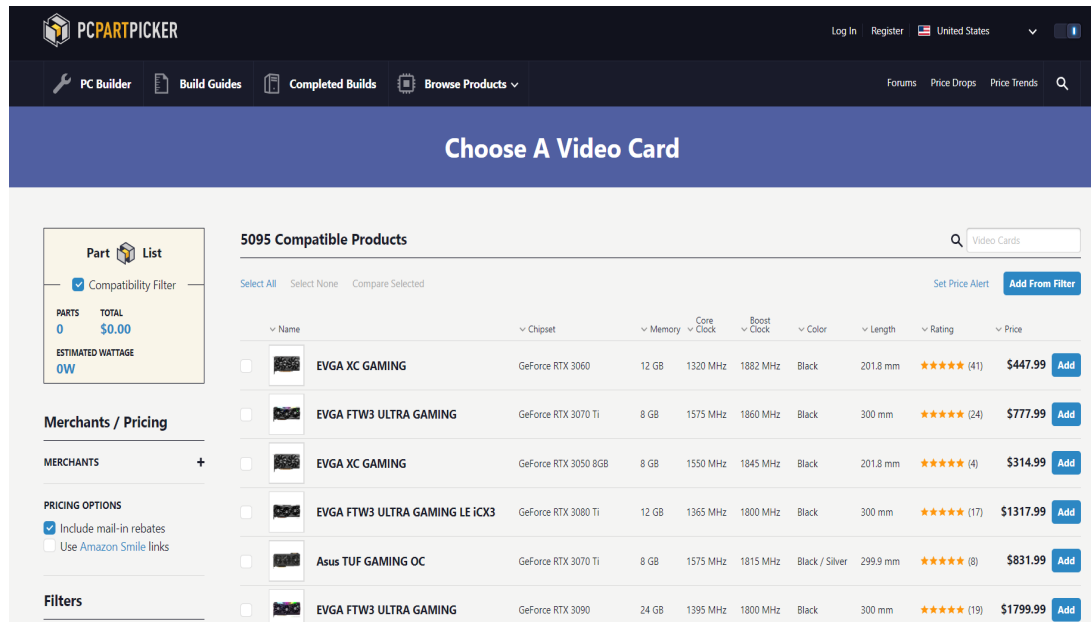 PCPARTPICKER
Log In Register United States
PC Builder Build Guides Completed Builds Browse Products
Forums Price Drops Price Trends
Choose A Video Card
Part List
Compatibility Filter
PARTS TOTAL
0 $0.00
ESTIMATED WATTAGE
0W
Merchants / Pricing
MERCHANTS +
PRICING OPTIONS
Include mail-in rebates
Use Amazon Smile links
Filters
5095 Compatible Products
Video Cards
Select All Select None Compare Selected
Set Price Alert Add From Filter
Name Chipset Memory Core Clock Boost Clock Color Length Rating Price
EVGA XC GAMING GeForce RTX 3060 12 GB 1320 MHz 1882 MHz Black 201.8 mm (41) $447.99 Add
EVGA FTW3 ULTRA GAMING GeForce RTX 3070 Ti 8 GB 1575 MHz 1860 MHz Black 300 mm (24) $777.99 Add
EVGA XC GAMING GeForce RTX 3050 8GB 8 GB 1550 MHz 1845 MHz Black 201.8 mm (4) $314.99 Add
EVGA FTW3 ULTRA GAMING LE iCX3 GeForce RTX 3080 Ti 12 GB 1365 MHz 1800 MHz Black 300 mm (17) $1317.99 Add
Asus TUF GAMING OC GeForce RTX 3070 Ti 8 GB 1575 MHz 1815 MHz Black / Silver 299.9 mm (8) $831.99 Add
EVGA FTW3 ULTRA GAMING GeForce RTX 3090 24 GB 1395 MHz 1800 MHz Black 300 mm (19) $1799.99 Add